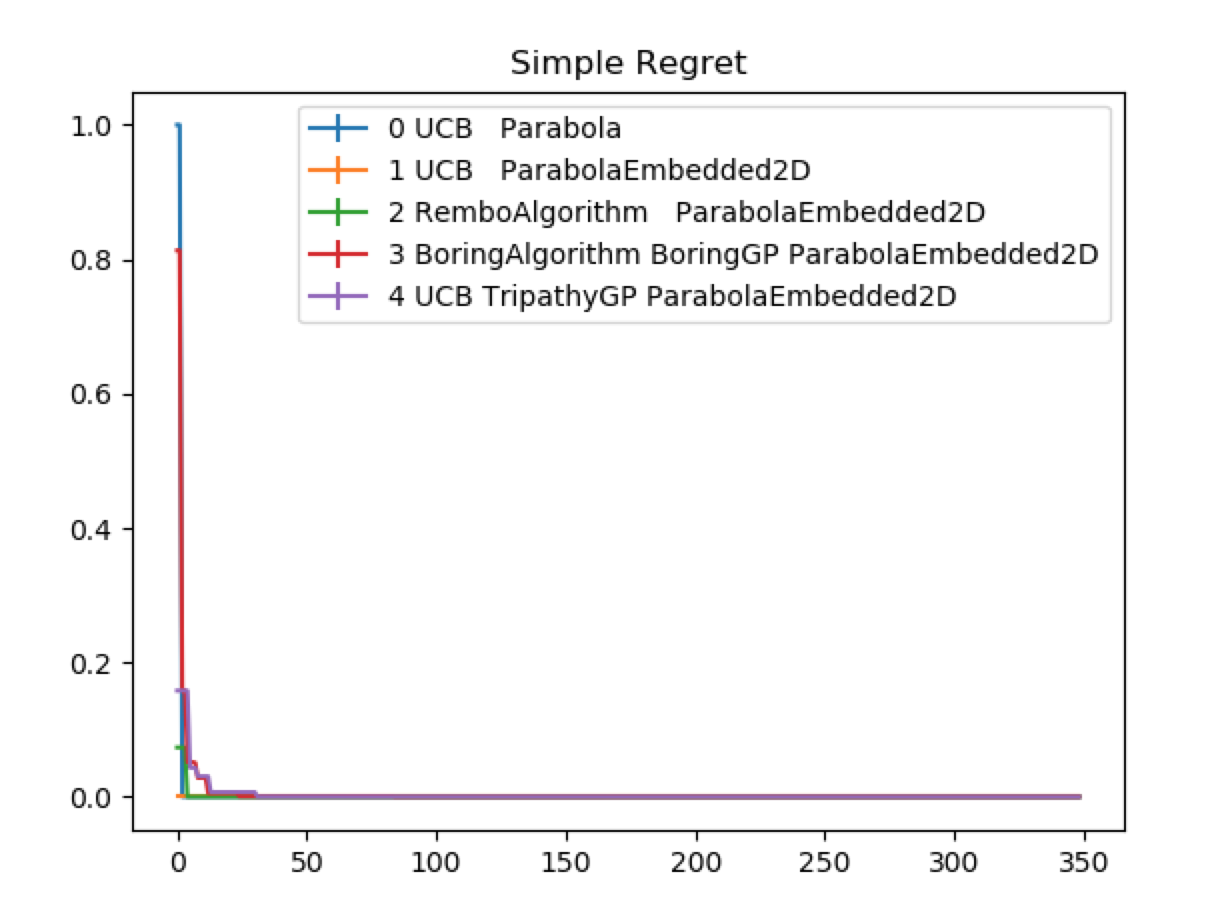 Simple Regret
1.0
0.8
0.6
0.4
0.2
0.0
0 UCB   Parabola
1 UCB   ParabolaEmbedded2D
2 RemboAlgorithm   ParabolaEmbedded2D
3 BoringAlgorithm BoringGP ParabolaEmbedded2D
4 UCB TripathyGP ParabolaEmbedded2D
0 50 100 150 200 250 300 350